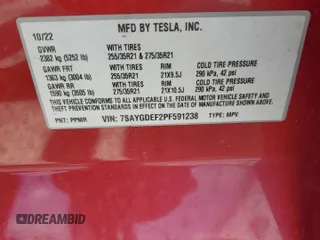 MFD BY TESLA, INC.
10/22
GVWR WITH TIRES
2382 kg (5252 lb) 255/35R21 & 275/35R21
GAWR FRT WITH TIRES RIM COLD TIRE PRESSURE
1363 kg (3004 lb) 255/35R21 21X9.5J 290 kPa, 42 psi
GAWR RR WITH TIRES RIM COLD TIRE PRESSURE
1590 kg (3505 lb) 275/35R21 21X10.5J 290 kPa, 42 psi
THIS VEHICLE CONFORMS TO ALL APPLICABLE FEDERAL MOTOR VEHICLE
SAFETY AND THEFT PREVENTION STANDARDS IN EFFECT ON THE DATE OF
MANUFACTURE SHOWN ABOVE.
PNT: PPMR VIN: 7SAYGDEF2PF591238 TYPE: MPV
DREAMBID